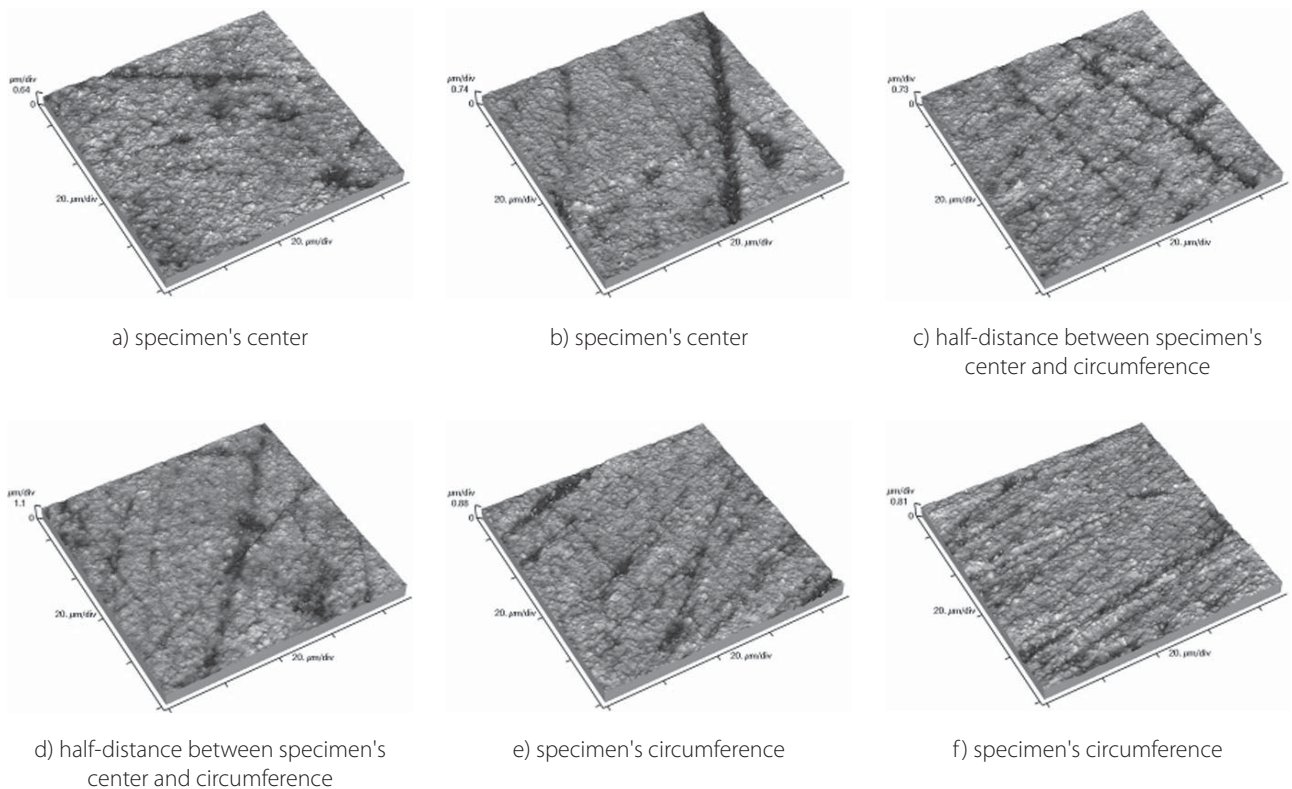 µm/div
0.64
0
20. µm/div
20. µm/div
a) specimen's center
µm/div
0.74
0
20. µm/div
20. µm/div
b) specimen's center
µm/div
0.73
0
20. µm/div
20. µm/div
c) half-distance between specimen's
center and circumference
µm/div
1.1
0
20. µm/div
20. µm/div
d) half-distance between specimen's
center and circumference
µm/div
0.88
0
20. µm/div
20. µm/div
e) specimen's circumference
µm/div
0.81
0
20. µm/div
20. µm/div
f) specimen's circumference